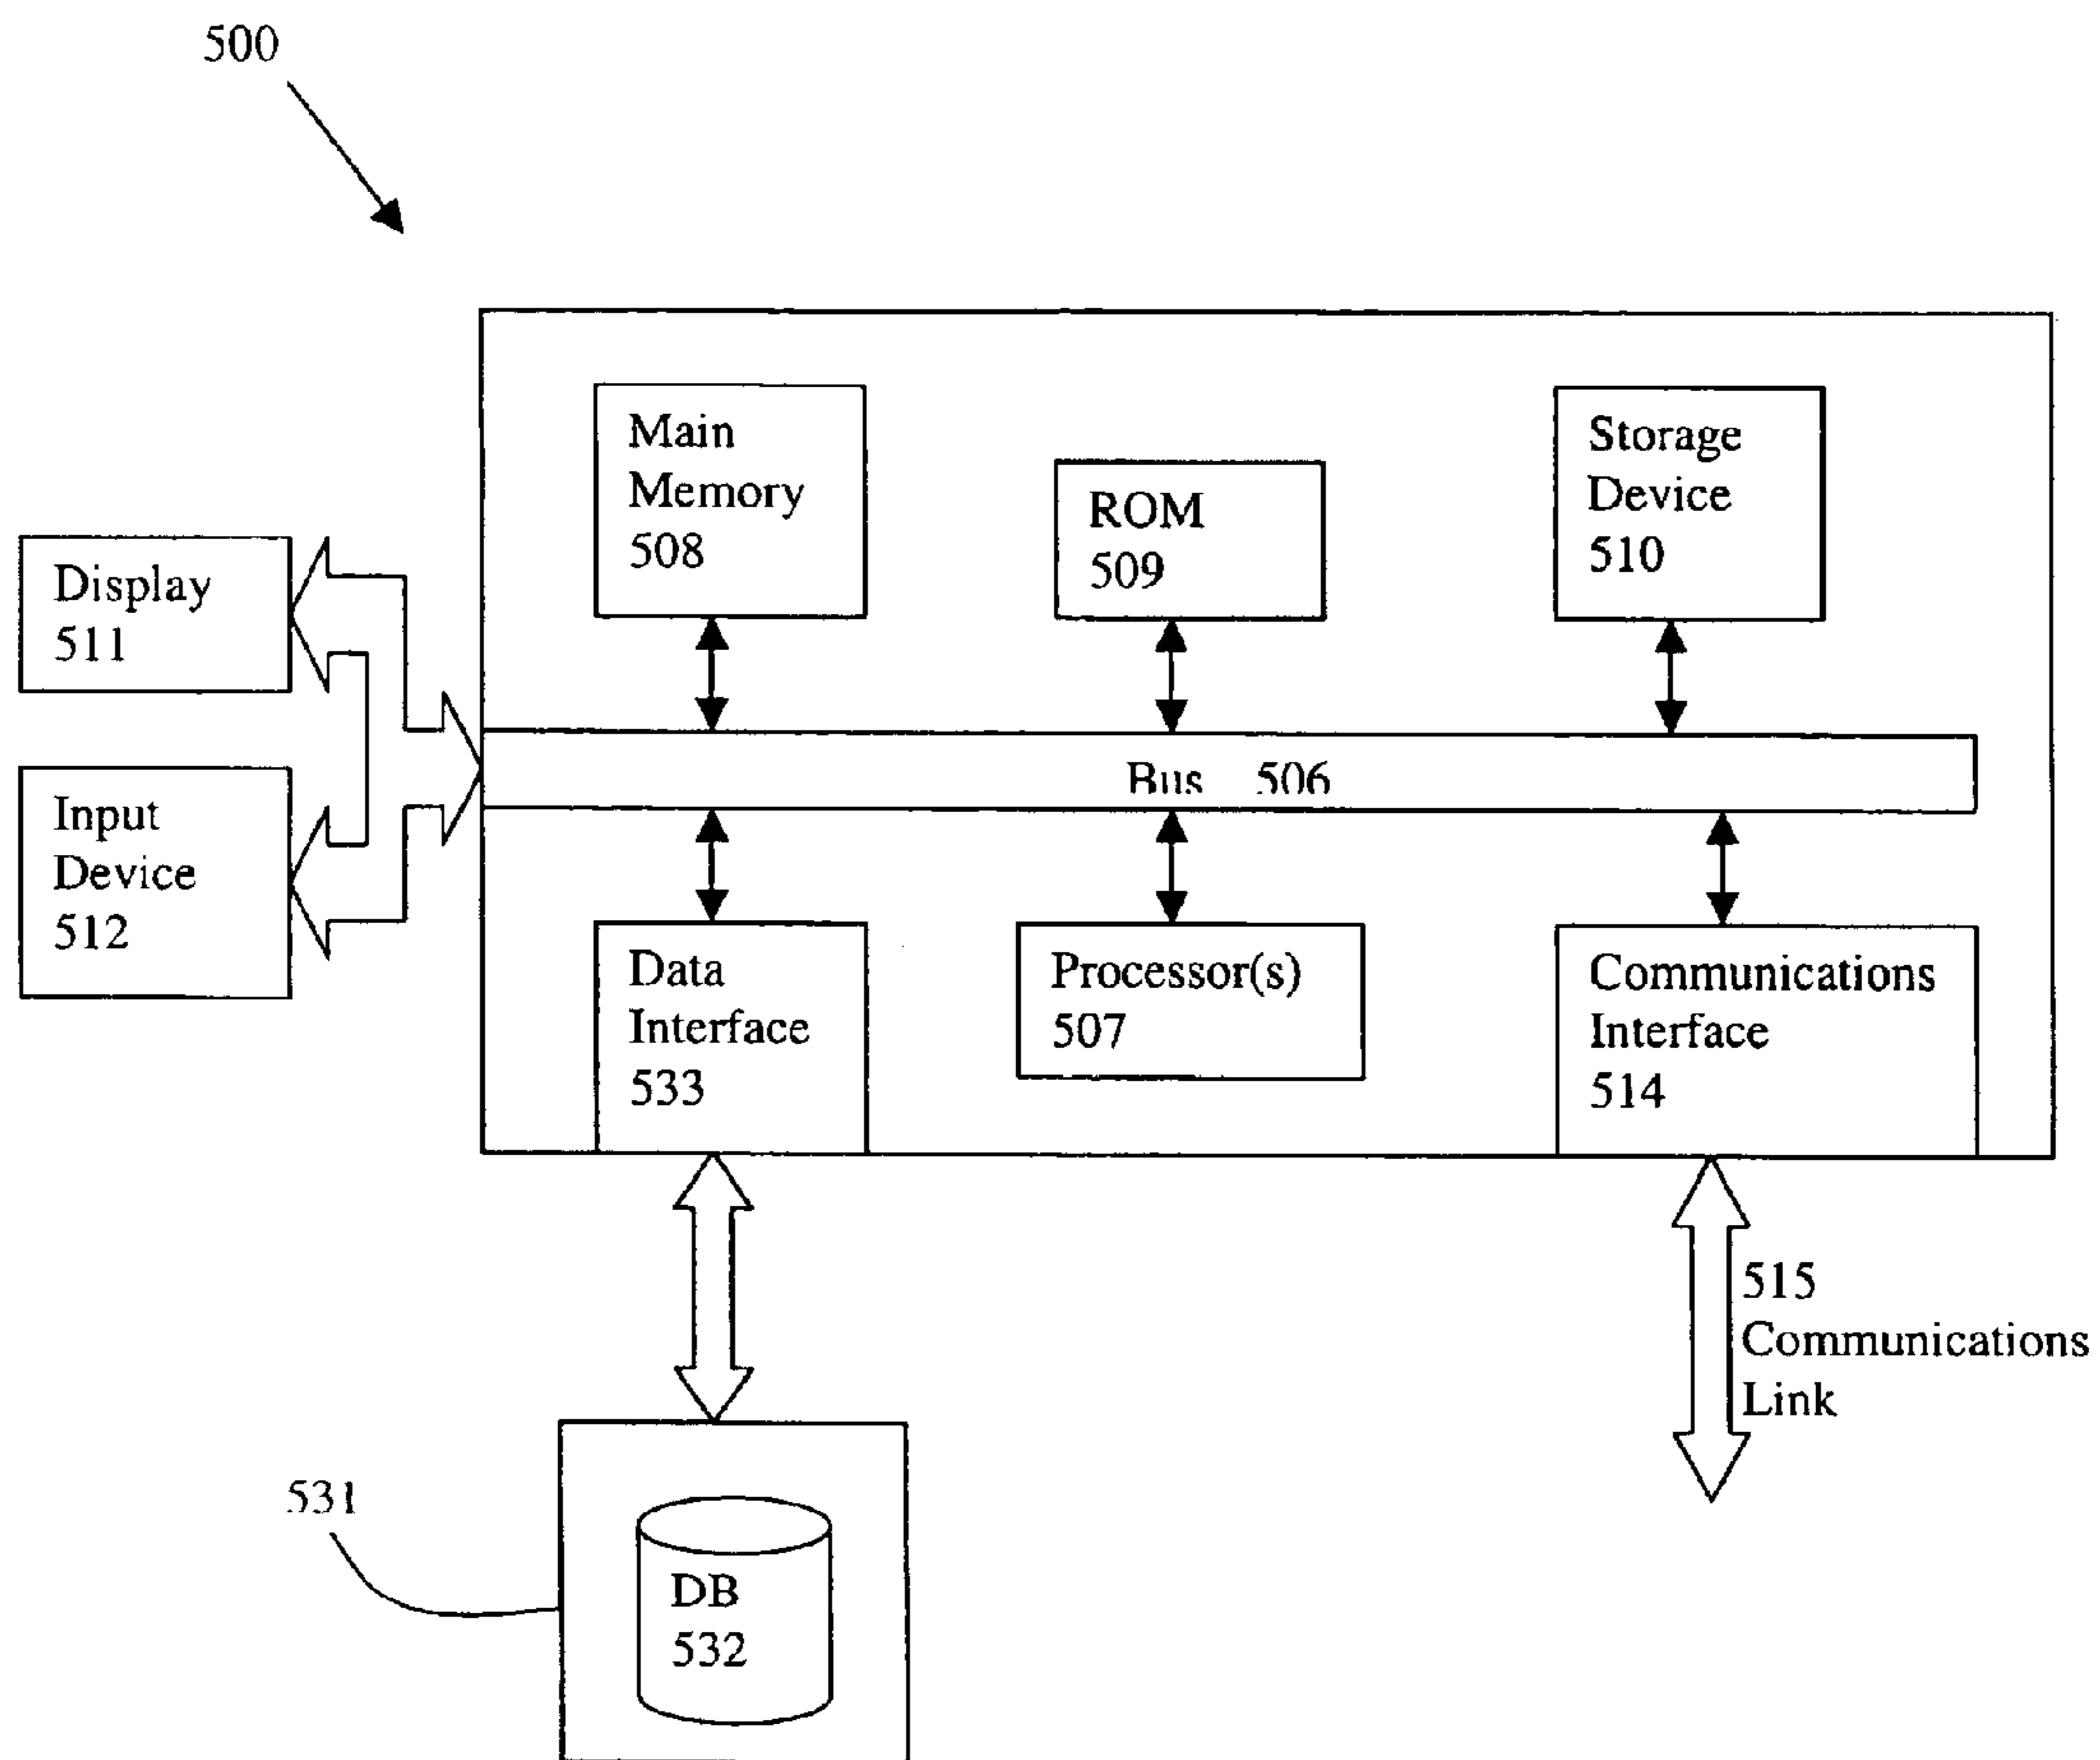 500
Main
Memory
508
ROM
509
Storage
Device
510
Display
511
Bus 506
Input
Device
512
Data
Interface
533
Processor(s)
507
Communications
Interface
514
515
Communications
Link
531
DB
532